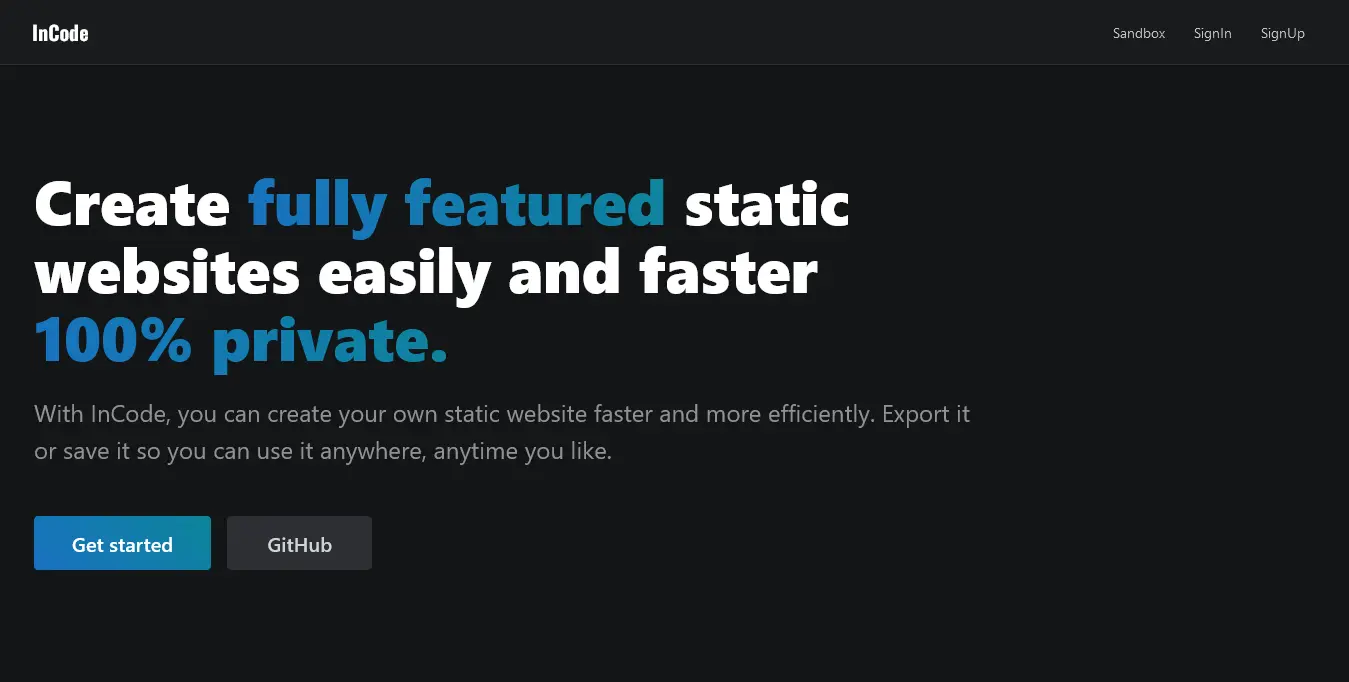 InCode
Sandbox SignIn SignUp
Create fully featured static
websites easily and faster
100% private.
With InCode, you can create your own static website faster and more efficiently. Export it
or save it so you can use it anywhere, anytime you like.
Get started GitHub